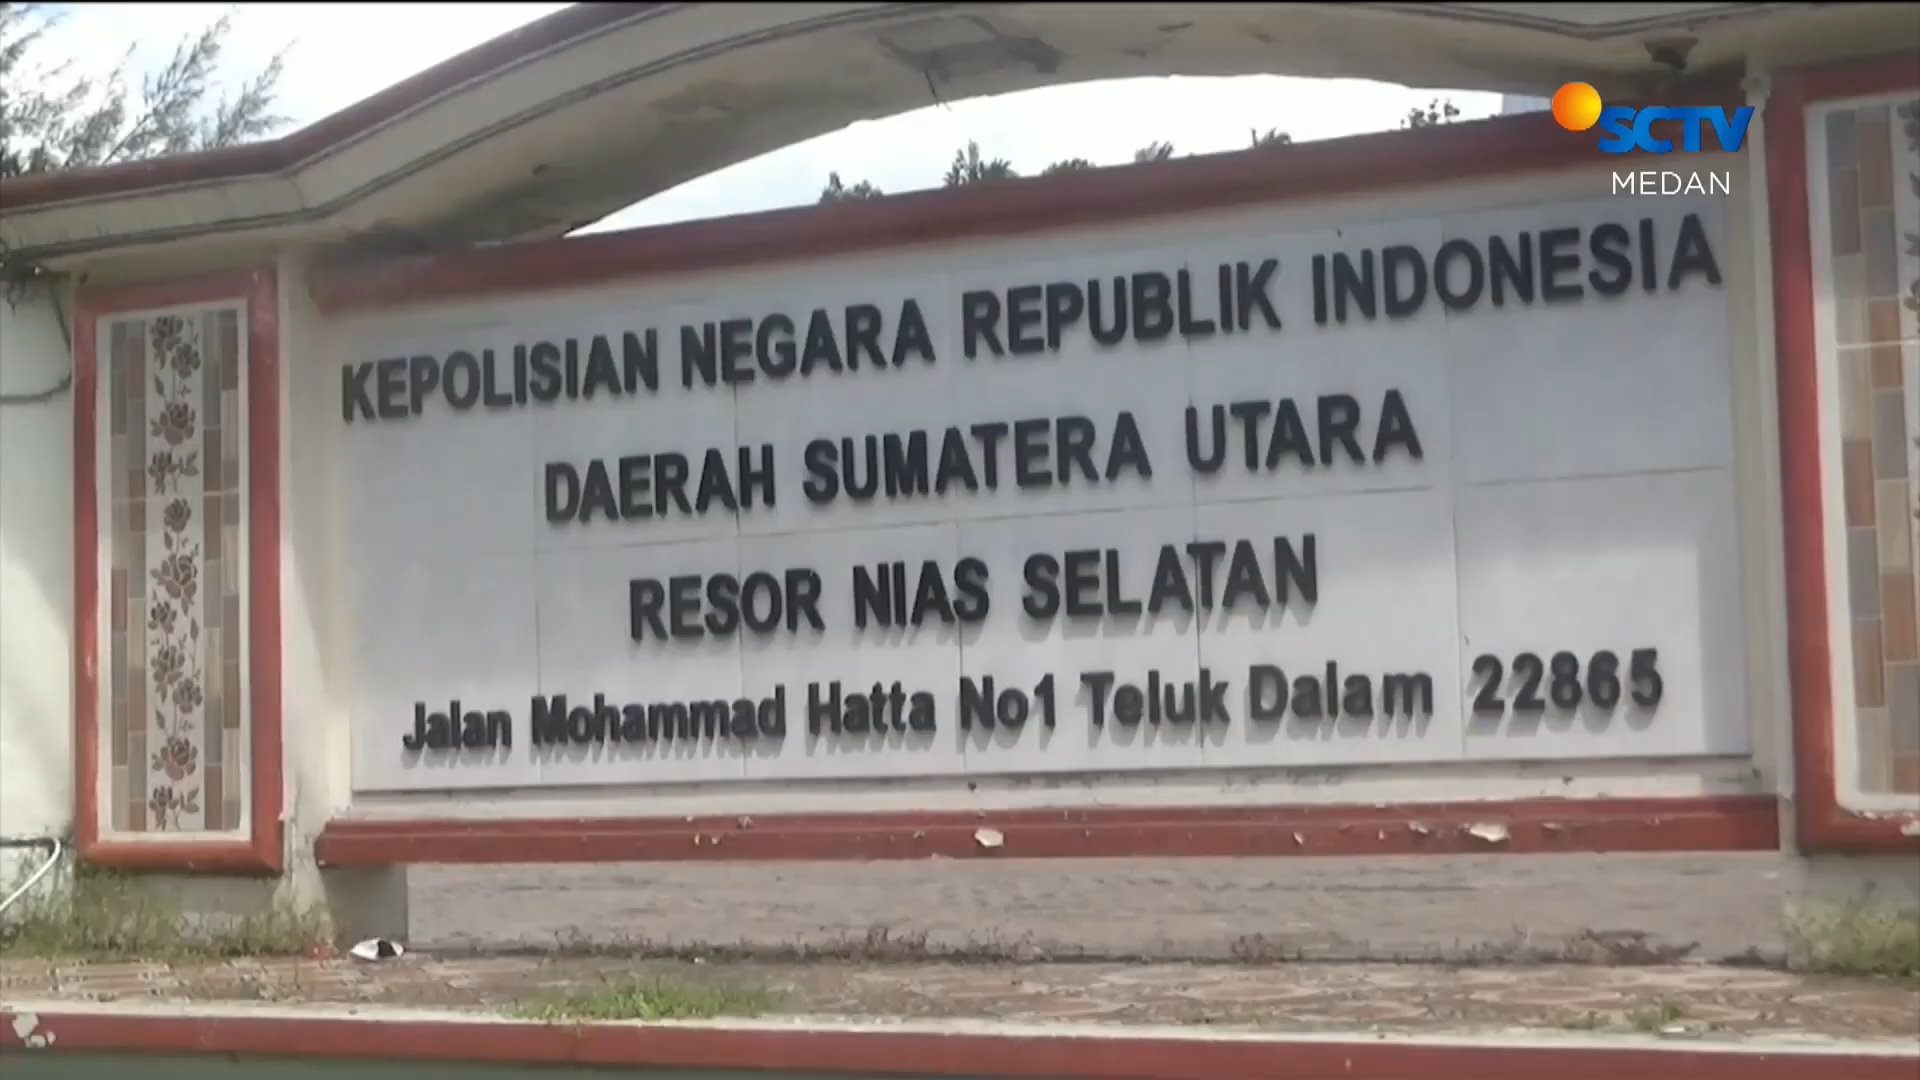 SCTV
MEDAN
KEPOLISIAN NEGARA REPUBLIK INDONESIA
DAERAH SUMATERA UTARA
RESOR NIAS SELATAN
Jalan Mohammad Hatta No1 Teluk Dalam 22865